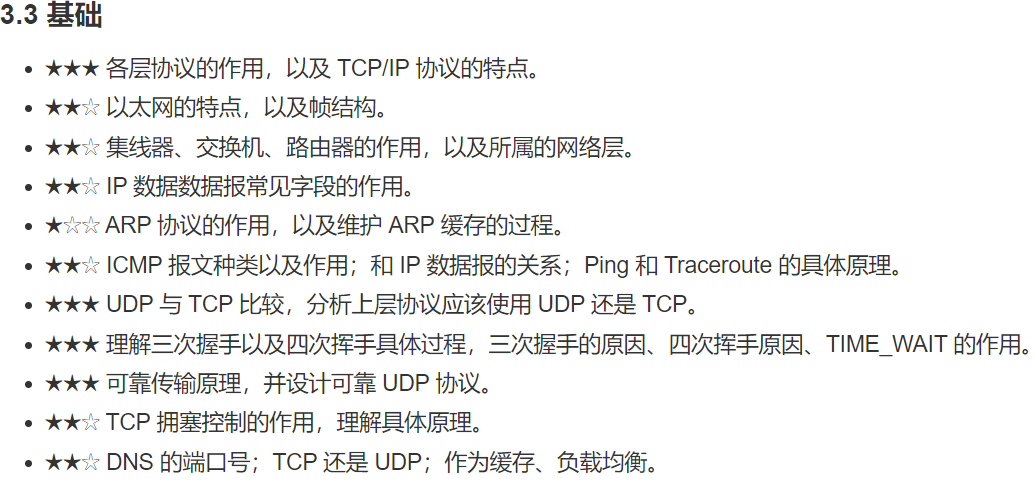 3.3 基础
• ★★★ 各层协议的作用，以及 TCP/IP 协议的特点。
• ★★☆ 以太网的特点，以及帧结构。
• ★★☆ 集线器、交换机、路由器的作用，以及所属的网络层。
• ★★☆ IP 数据数据报常见字段的作用。
• ★☆☆ ARP 协议的作用，以及维护 ARP 缓存的过程。
• ★★☆ ICMP 报文种类以及作用；和 IP 数据报的关系；Ping 和 Traceroute 的具体原理。
• ★★★ UDP 与 TCP 比较，分析上层协议应该使用 UDP 还是 TCP。
• ★★★ 理解三次握手以及四次挥手具体过程，三次握手的原因、四次挥手原因、TIME_WAIT 的作用。
• ★★★ 可靠传输原理，并设计可靠 UDP 协议。
• ★★☆ TCP 拥塞控制的作用，理解具体原理。
• ★★☆ DNS 的端口号；TCP 还是 UDP；作为缓存、负载均衡。